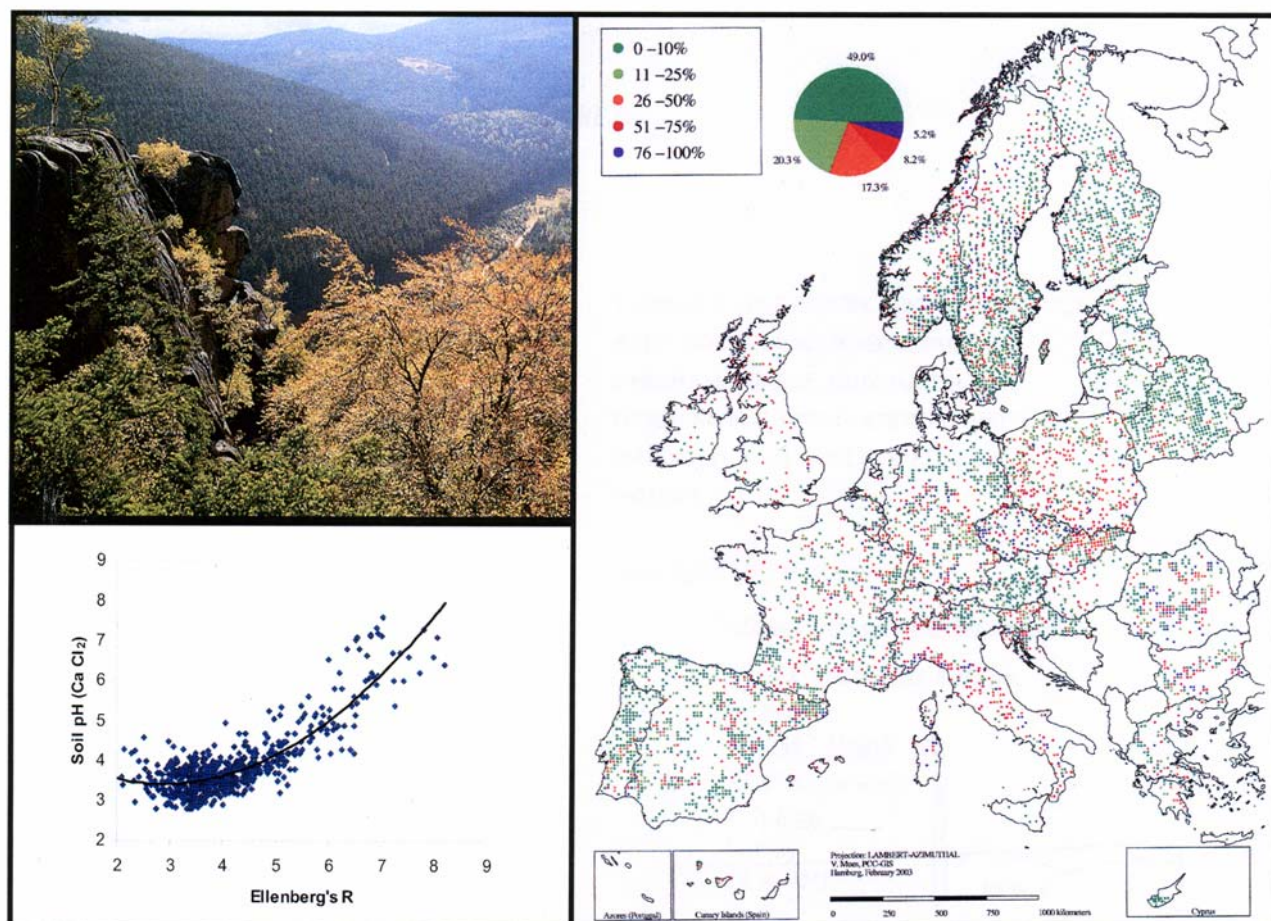 0 –10%
11 –25%
26 –50%
51 –75%
76 –100%
49.0%
5.2%
8.2%
17.3%
20.3%
9
8
7
6
5
4
3
2
Soil pH (Ca Cl₂)
2 3 4 5 6 7 8 9
Ellenberg's R
Azores (Portugal)
Canary Islands (Spain)
Projection: LAMBERT-AZIMUTHAL
V. Mues, PCC-GIS
Hamburg, February 2003
0 250 500 750 1000 kilometers
Cyprus